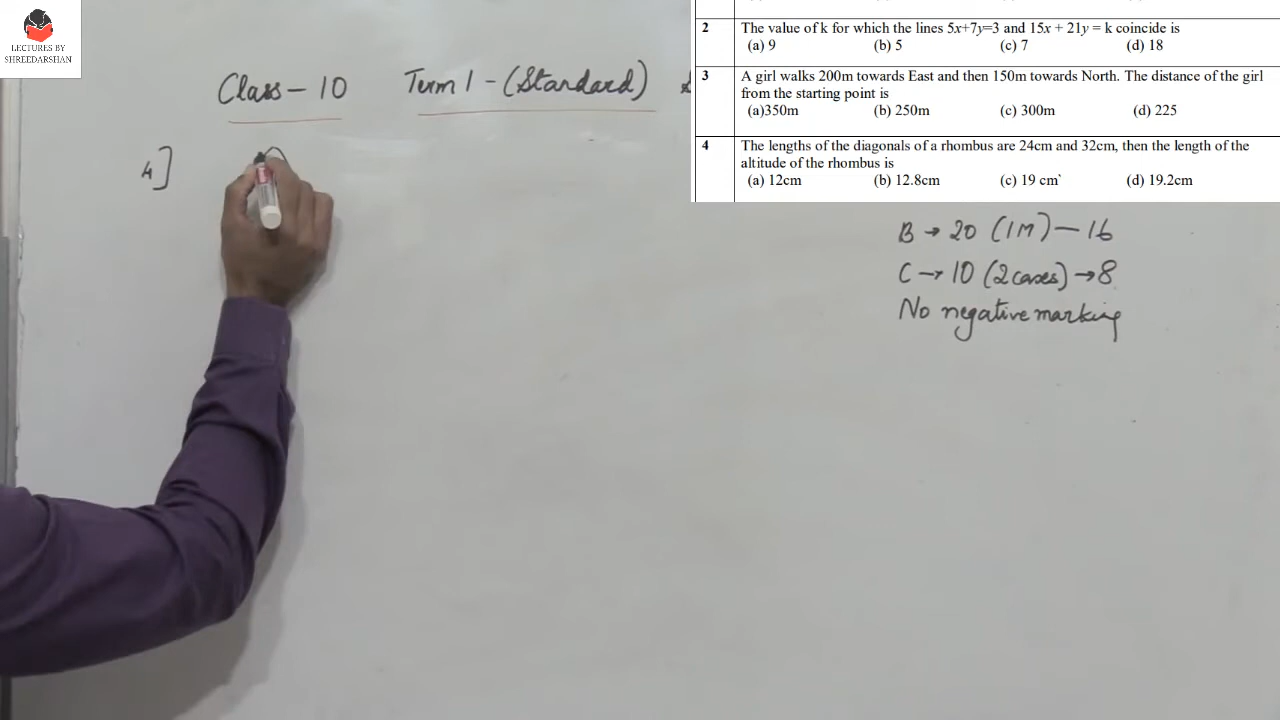 LECTURES BY
SHREEDARSHAN
Class - 10 Term 1 - (Standard)
4]
2 The value of k for which the lines 5x+7y=3 and 15x + 21y = k coincide is
(a) 9 (b) 5 (c) 7 (d) 18
3 A girl walks 200m towards East and then 150m towards North. The distance of the girl
from the starting point is
(a)350m (b) 250m (c) 300m (d) 225
4 The lengths of the diagonals of a rhombus are 24cm and 32cm, then the length of the
altitude of the rhombus is
(a) 12cm (b) 12.8cm (c) 19 cm` (d) 19.2cm
B → 20 (1M) — 16
C → 10 (2 cases) → 8
No negative marking